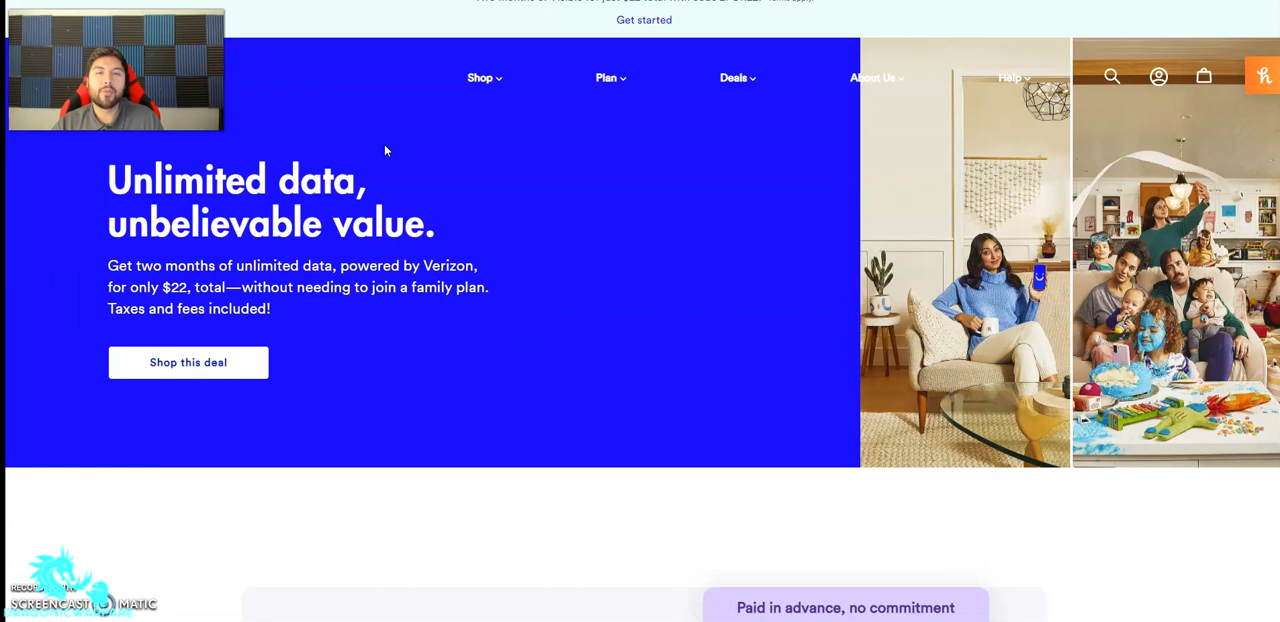 Get started
Shop
Plan
Deals
About Us
Help
Unlimited data,
unbelievable value.
Get two months of unlimited data, powered by Verizon,
for only $22, total—without needing to join a family plan.
Taxes and fees included!
Shop this deal
SCREENCAST MATIC
Paid in advance, no commitment